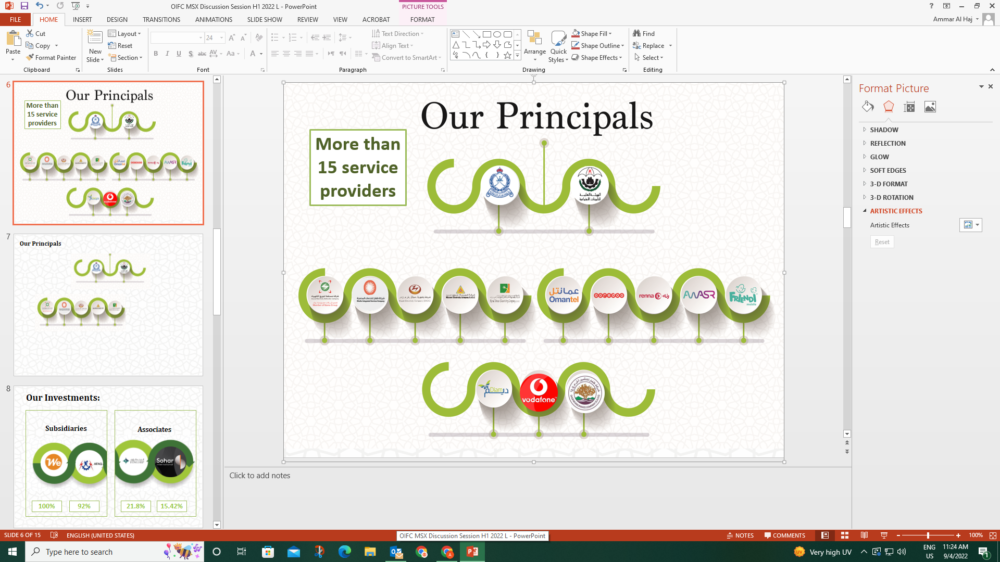 OIFC MSX Discussion Session H1 2022 L - PowerPoint
PICTURE TOOLS
FILE
HOME
INSERT
DESIGN
TRANSITIONS
ANIMATIONS
SLIDE SHOW
REVIEW
VIEW
ACROBAT
FORMAT
Ammar Al Haj
Paste
Cut
Copy
Format Painter
Clipboard
New
Slide
Layout
Reset
Section
Slides
24
Font
Text Direction
Align Text
Convert to SmartArt
Paragraph
Arrange
Quick
Styles
Shape Fill
Shape Outline
Shape Effects
Drawing
Find
Replace
Select
Editing
6
Our Principals
More than
15 service
providers
7
Our Principals
8
Our Investments:
Subsidiaries
Associates
We
AFAQ
FINCORP
Sohar
International
100%
92%
21.8%
15.42%
Our Principals
More than
15 service
providers
الهيئة العامة
للتأمينات الاجتماعية
عمانتل
Omantel
ooredoo
renna رنه
AWASR
FRiENDi
mobile
Diam ديم
vodafone
Click to add notes
Format Picture
SHADOW
REFLECTION
GLOW
SOFT EDGES
3-D FORMAT
3-D ROTATION
ARTISTIC EFFECTS
Artistic Effects
Reset
SLIDE 6 OF 15
ENGLISH (UNITED STATES)
OIFC MSX Discussion Session H1 2022 L - PowerPoint
NOTES
COMMENTS
100%
Type here to search
Very high UV
ENG
US
11:24 AM
9/4/2022
1